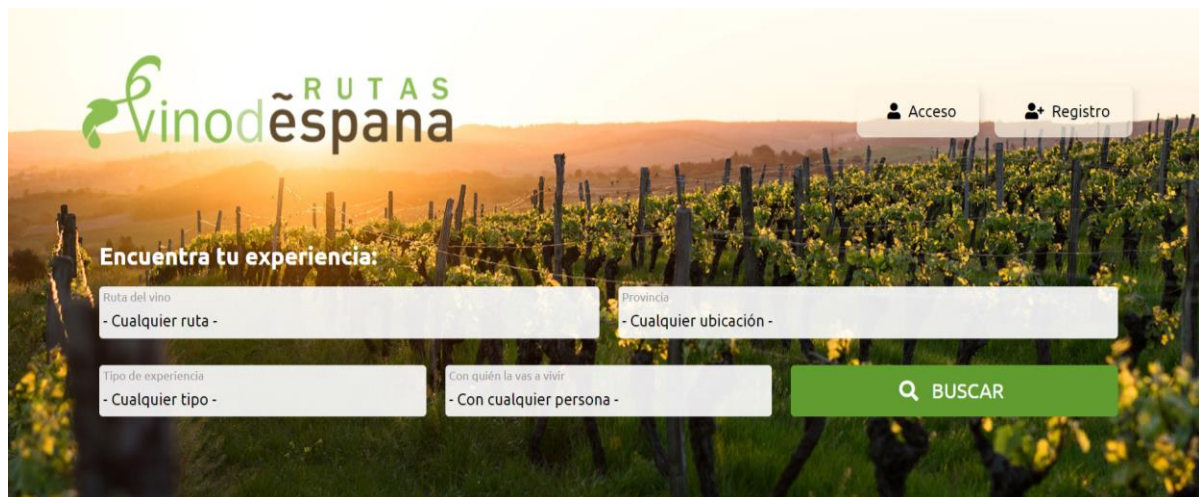 RUTAS
vinodespaña
Acceso
Registro
Encuentra tu experiencia:
Ruta del vino
- Cualquier ruta -
Provincia
- Cualquier ubicación -
Tipo de experiencia
- Cualquier tipo -
Con quién la vas a vivir
- Con cualquier persona -
BUSCAR